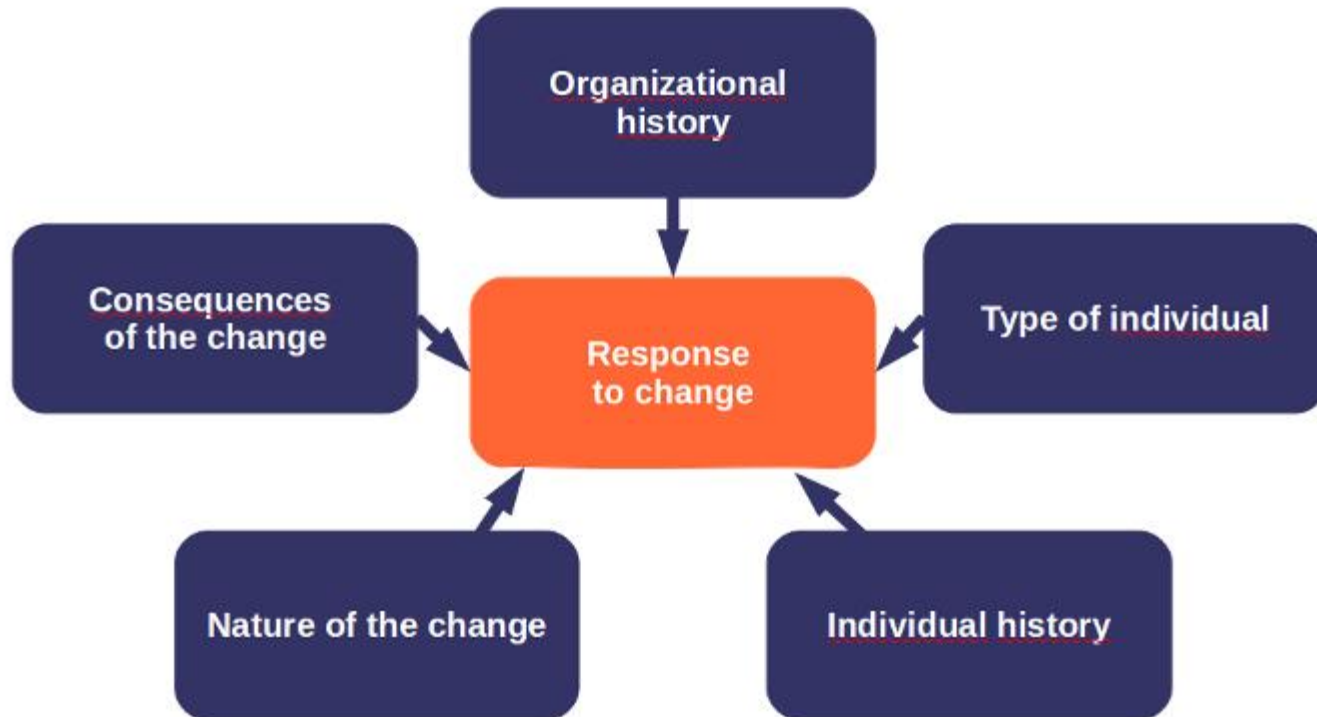 Organizational
history
Consequences
of the change
Type of individual
Response
to change
Nature of the change
Individual history